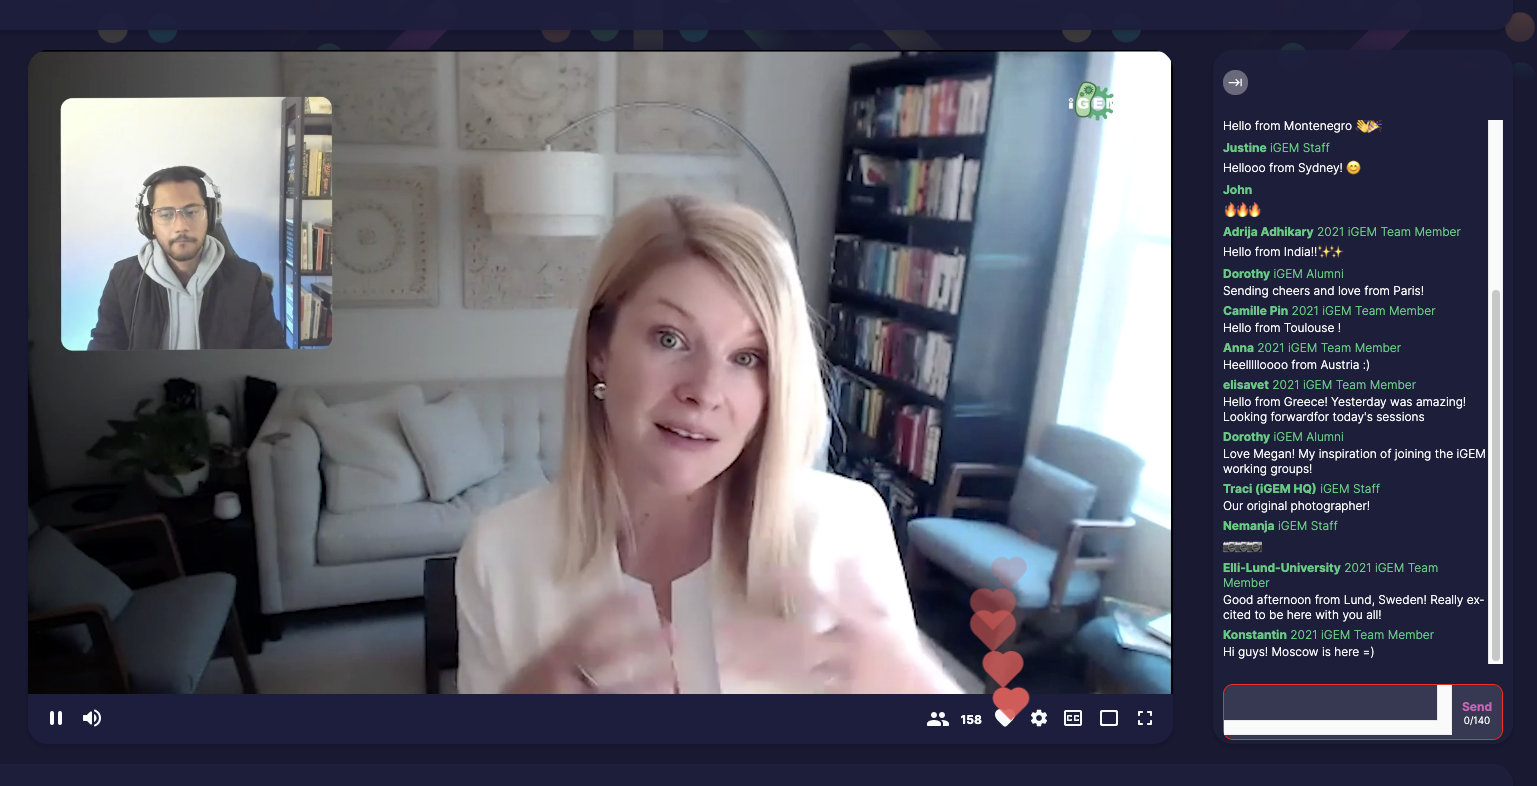 iGEM
Hello from Montenegro 👏🎉
Justine iGEM Staff
Hellooo from Sydney! 😊
John
🔥🔥🔥
Adrija Adhikary 2021 iGEM Team Member
Hello from India!!✨✨
Dorothy iGEM Alumni
Sending cheers and love from Paris!
Camille Pin 2021 iGEM Team Member
Hello from Toulouse !
Anna 2021 iGEM Team Member
Heellllloooo from Austria :)
elisavet 2021 iGEM Team Member
Hello from Greece! Yesterday was amazing!
Looking forwardfor today's sessions
Dorothy iGEM Alumni
Love Megan! My inspiration of joining the iGEM
working groups!
Traci (iGEM HQ) iGEM Staff
Our original photographer!
Nemanja iGEM Staff
Elli-Lund-University 2021 iGEM Team
Member
Good afternoon from Lund, Sweden! Really ex-
cited to be here with you all!
Konstantin 2021 iGEM Team Member
Hi guys! Moscow is here =)
Send
0/140
158
CC